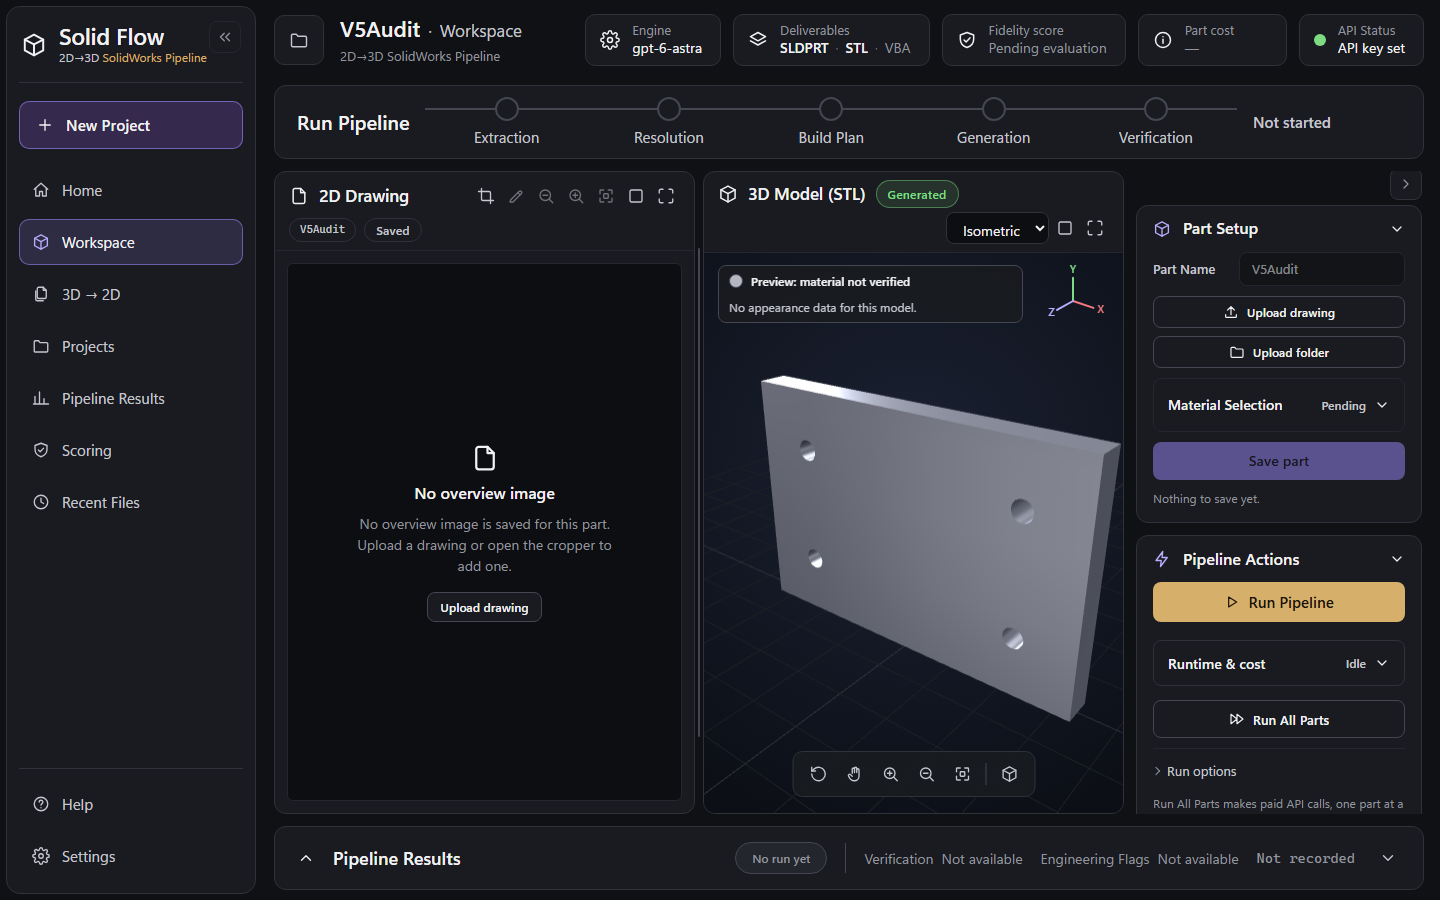 Solid Flow
2D→3D SolidWorks Pipeline
New Project
Home
Workspace
3D → 2D
Projects
Pipeline Results
Scoring
Recent Files
Help
Settings
V5Audit · Workspace
2D→3D SolidWorks Pipeline
Engine
gpt-6-astra
Deliverables
SLDPRT · STL · VBA
Fidelity score
Pending evaluation
Part cost
—
API Status
API key set
Run Pipeline
Extraction
Resolution
Build Plan
Generation
Verification
Not started
2D Drawing
V5Audit
Saved
No overview image
No overview image is saved for this part.
Upload a drawing or open the cropper to
add one.
Upload drawing
3D Model (STL)
Generated
Isometric
Preview: material not verified
No appearance data for this model.
Y
Z
X
Part Setup
Part Name
V5Audit
Upload drawing
Upload folder
Material Selection
Pending
Save part
Nothing to save yet.
Pipeline Actions
Run Pipeline
Runtime & cost
Idle
Run All Parts
Run options
Run All Parts makes paid API calls, one part at a
Pipeline Results
No run yet
Verification Not available
Engineering Flags Not available
Not recorded